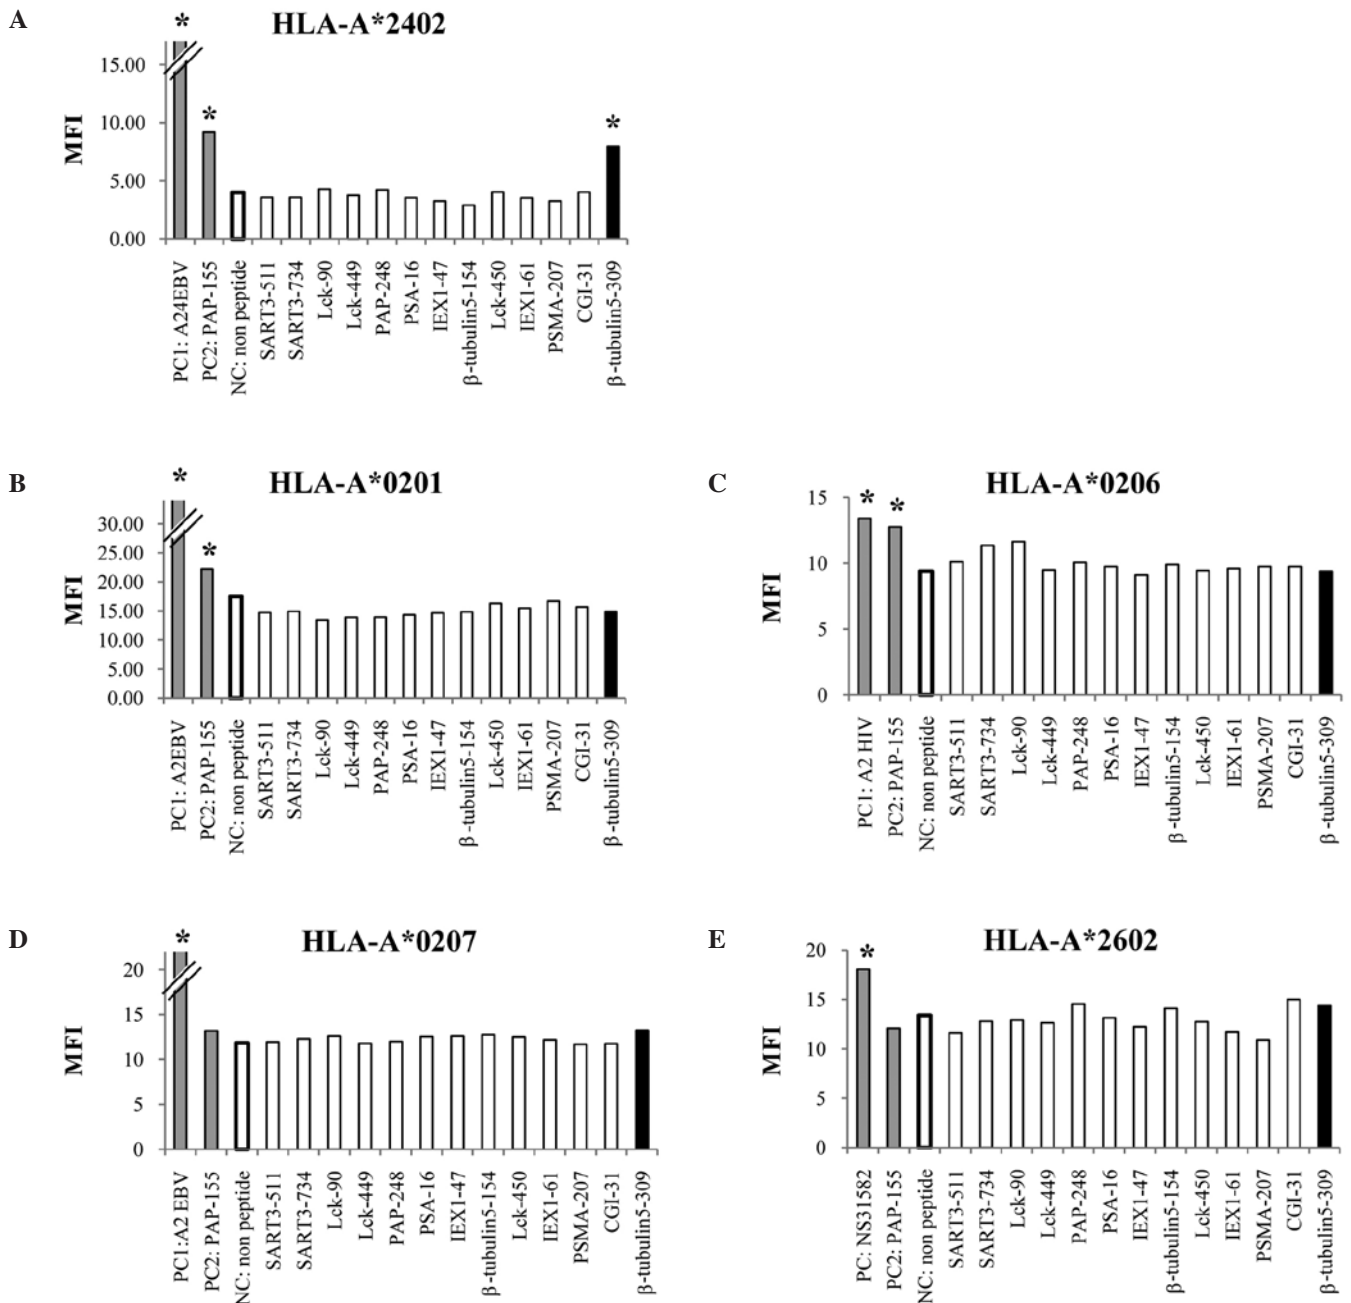 A
HLA-A*2402
*
*
*
MFI
15.00
10.00
5.00
0.00
PC1: A24EBV
PC2: PAP-155
NC: non peptide
SART3-511
SART3-734
Lck-90
Lck-449
PAP-248
PSA-16
IEX1-47
β-tubulin5-154
Lck-450
IEX1-61
PSMA-207
CGI-31
β-tubulin5-309
B
HLA-A*0201
*
*
MFI
30.00
25.00
20.00
15.00
10.00
5.00
0.00
PC1: A2EBV
PC2: PAP-155
NC: non peptide
SART3-511
SART3-734
Lck-90
Lck-449
PAP-248
PSA-16
IEX1-47
β -tubulin5-154
Lck-450
IEX1-61
PSMA-207
CGI-31
β -tubulin5-309
C
HLA-A*0206
*
*
MFI
15
10
5
0
PC1: A2 HIV
PC2: PAP-155
NC: non peptide
SART3-511
SART3-734
Lck-90
Lck-449
PAP-248
PSA-16
IEX1-47
β -tubulin5-154
Lck-450
IEX1-61
PSMA-207
CGI-31
β -tubulin5-309
D
HLA-A*0207
*
MFI
20
15
10
5
0
PC1:A2 EBV
PC2: PAP-155
NC: non peptide
SART3-511
SART3-734
Lck-90
Lck-449
PAP-248
PSA-16
IEX1-47
β-tubulin5-154
Lck-450
IEX1-61
PSMA-207
CGI-31
β-tubulin5-309
E
HLA-A*2602
*
MFI
20
15
10
5
0
PC: NS31582
PC2: PAP-155
NC: non peptide
SART3-511
SART3-734
Lck-90
Lck-449
PAP-248
PSA-16
IEX1-47
β-tubulin5-154
Lck-450
IEX1-61
PSMA-207
CGI-31
β-tubulin5-309